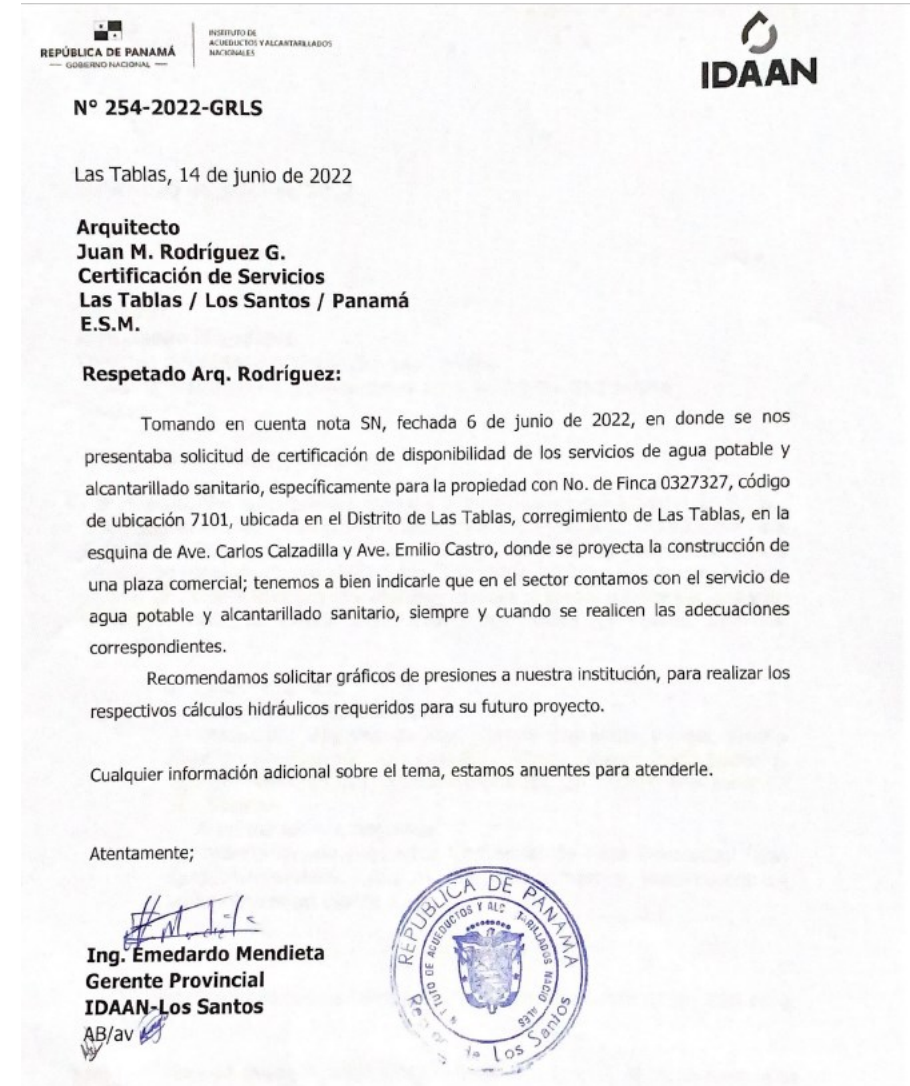 REPÚBLICA DE PANAMÁ
— GOBIERNO NACIONAL —
INSTITUTO DE
ACUEDUCTOS Y ALCANTARILLADOS
NACIONALES
IDAAN
N° 254-2022-GRLS
Las Tablas, 14 de junio de 2022
Arquitecto
Juan M. Rodríguez G.
Certificación de Servicios
Las Tablas / Los Santos / Panamá
E.S.M.
Respetado Arq. Rodríguez:
Tomando en cuenta nota SN, fechada 6 de junio de 2022, en donde se nos
presentaba solicitud de certificación de disponibilidad de los servicios de agua potable y
alcantarillado sanitario, específicamente para la propiedad con No. de Finca 0327327, código
de ubicación 7101, ubicada en el Distrito de Las Tablas, corregimiento de Las Tablas, en la
esquina de Ave. Carlos Calzadilla y Ave. Emilio Castro, donde se proyecta la construcción de
una plaza comercial; tenemos a bien indicarle que en el sector contamos con el servicio de
agua potable y alcantarillado sanitario, siempre y cuando se realicen las adecuaciones
correspondientes.
Recomendamos solicitar gráficos de presiones a nuestra institución, para realizar los
respectivos cálculos hidráulicos requeridos para su futuro proyecto.
Cualquier información adicional sobre el tema, estamos anuentes para atenderle.
Atentamente;
Ing. Emedardo Mendieta
Gerente Provincial
IDAAN-Los Santos
AB/av
REPÚBLICA DE PANAMÁ
DE ACUEDUCTOS Y ALC
de Los Santos